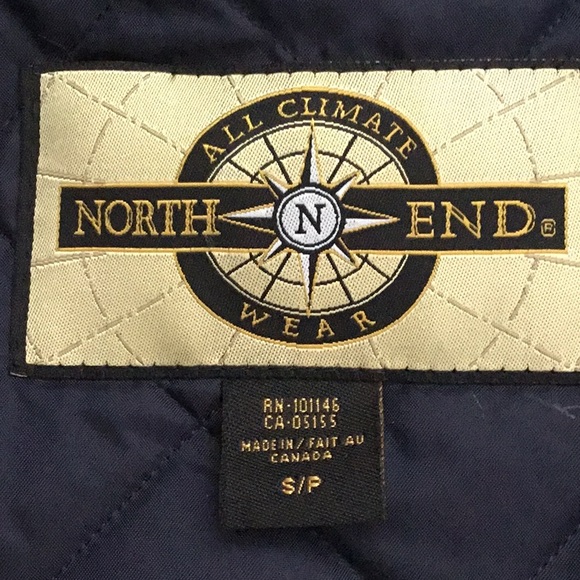 ALL CLIMATE
NORTH N END ®
WEAR
RN-101146
CA-05155
MADE IN / FAIT AU
CANADA
S/P